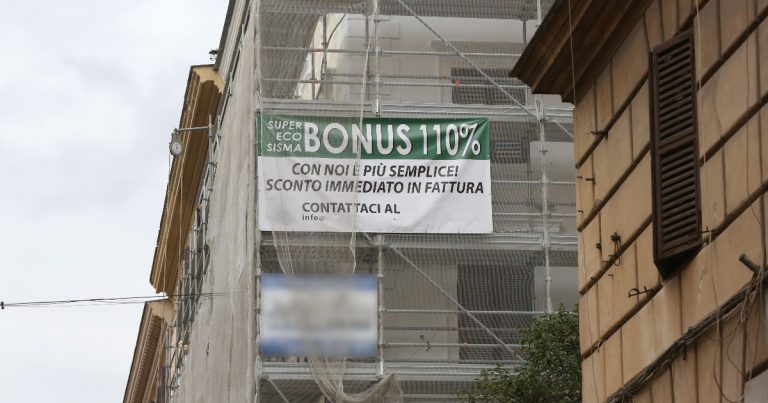 SUPER
ECO
SISMA
BONUS 110%
CON NOI È PIÙ SEMPLICE!
SCONTO IMMEDIATO IN FATTURA
CONTATTACI AL
info@